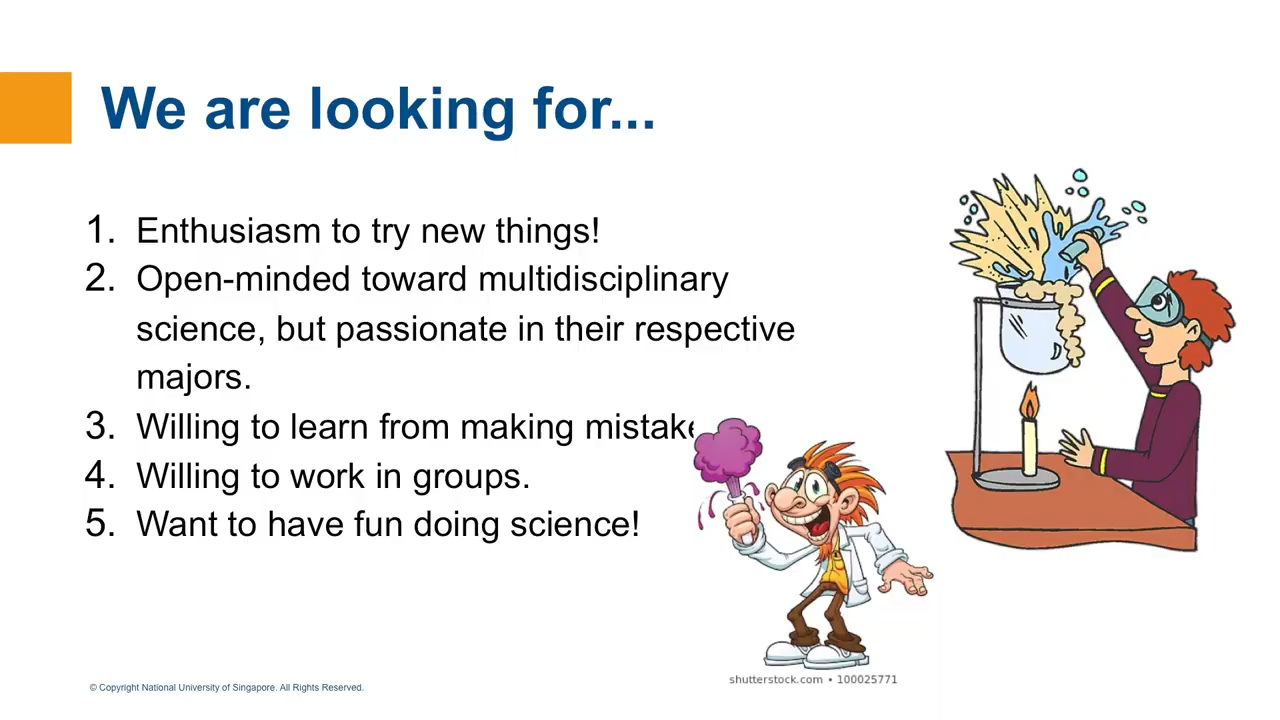 We are looking for...
1. Enthusiasm to try new things!
2. Open-minded toward multidisciplinary
science, but passionate in their respective
majors.
3. Willing to learn from making mistake
4. Willing to work in groups.
5. Want to have fun doing science!
shutterstock.com • 100025771
© Copyright National University of Singapore. All Rights Reserved.